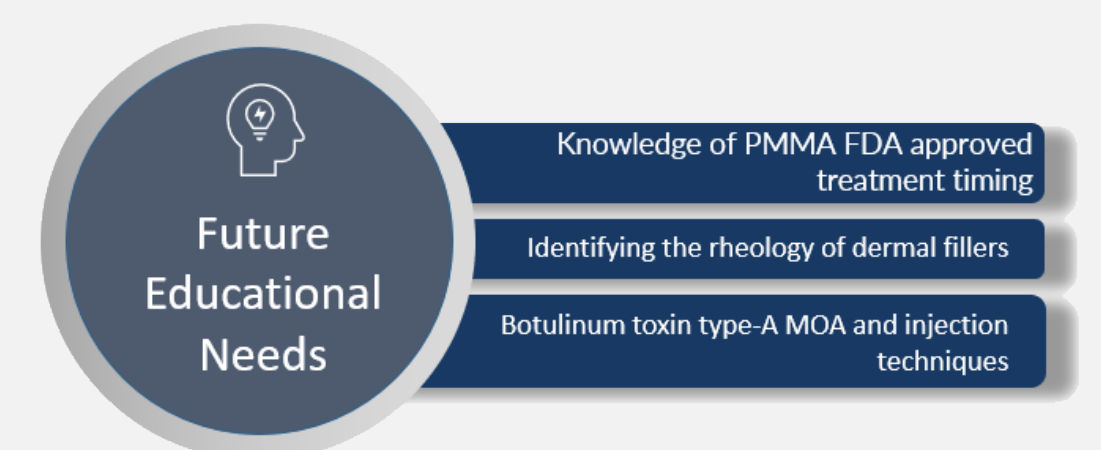 Future
Educational
Needs
Knowledge of PMMA FDA approved
treatment timing
Identifying the rheology of dermal fillers
Botulinum toxin type-A MOA and injection
techniques